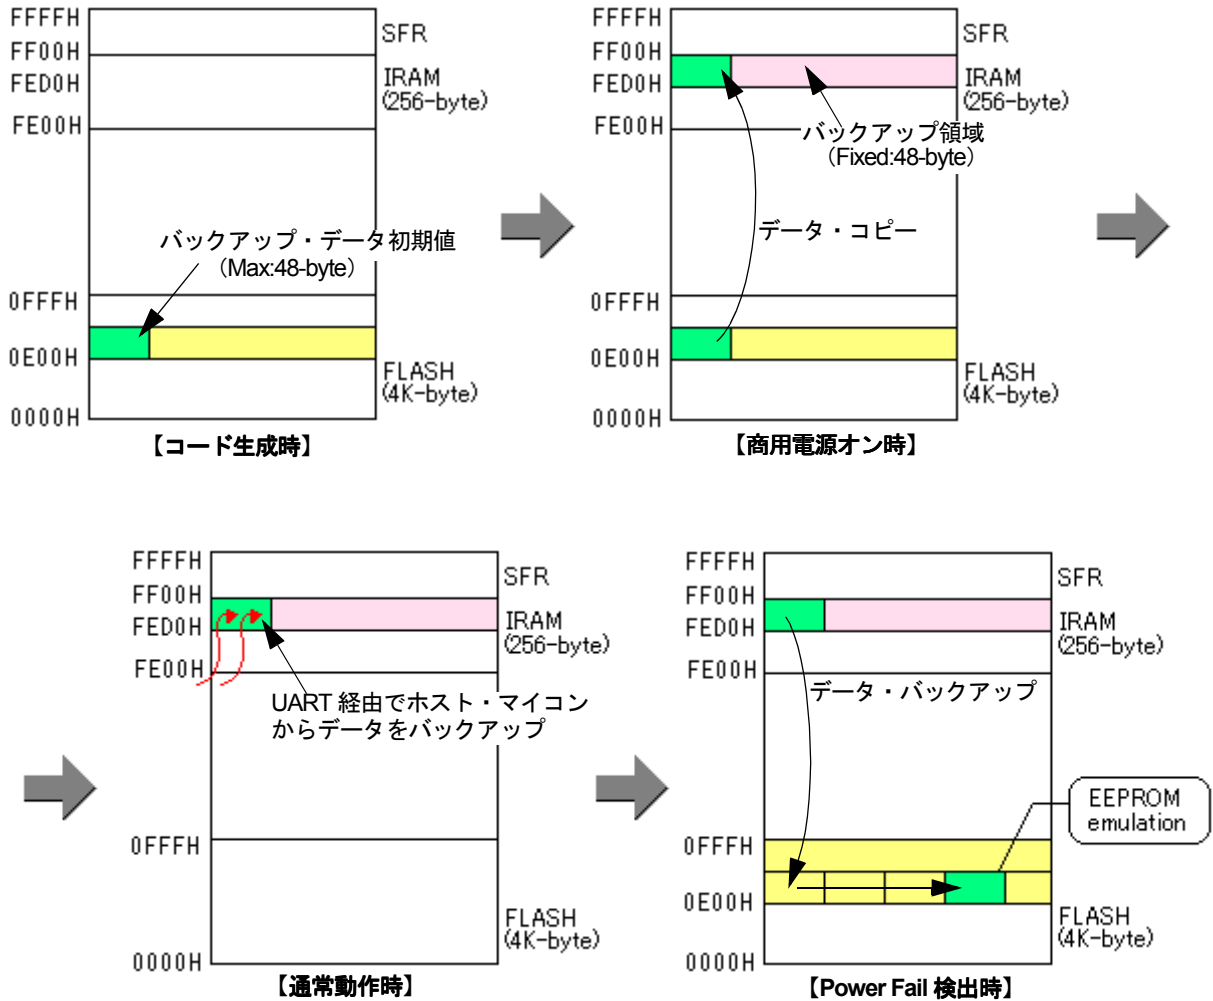 FFFFH
SFR
FF00H
IRAM
(256-byte)
FED0H
FE00H
バックアップ・データ初期値
（Max:48-byte）
0FFFH
0E00H
FLASH
(4K-byte)
0000H
【コード生成時】
FFFFH
SFR
FF00H
IRAM
(256-byte)
FED0H
FE00H
バックアップ領域
（Fixed:48-byte）
データ・コピー
0FFFH
0E00H
FLASH
(4K-byte)
0000H
【商用電源オン時】
FFFFH
SFR
FF00H
IRAM
(256-byte)
FED0H
FE00H
UART 経由でホスト・マイコン
からデータをバックアップ
0FFFH
FLASH
(4K-byte)
0000H
【通常動作時】
FFFFH
SFR
FF00H
IRAM
(256-byte)
FED0H
FE00H
データ・バックアップ
EEPROM
emulation
0FFFH
0E00H
FLASH
(4K-byte)
0000H
【Power Fail 検出時】